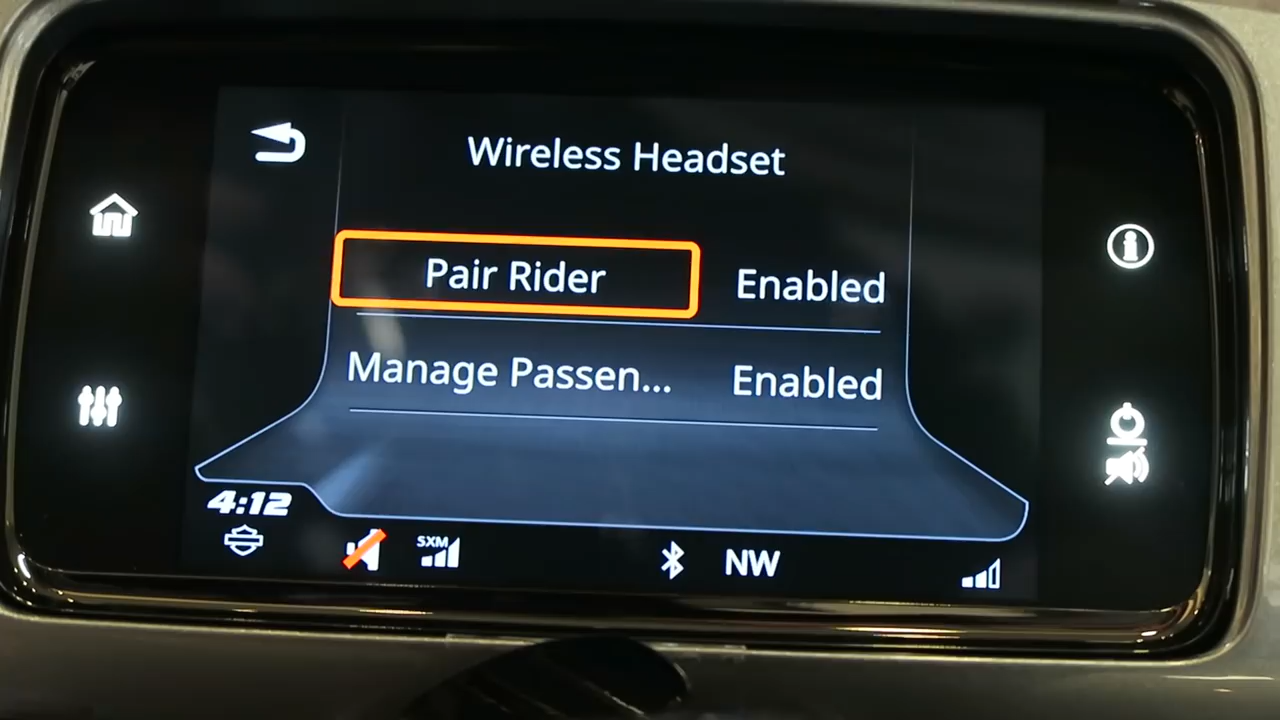 Wireless Headset
Pair Rider Enabled
Manage Passen... Enabled
4:12
SXM NW